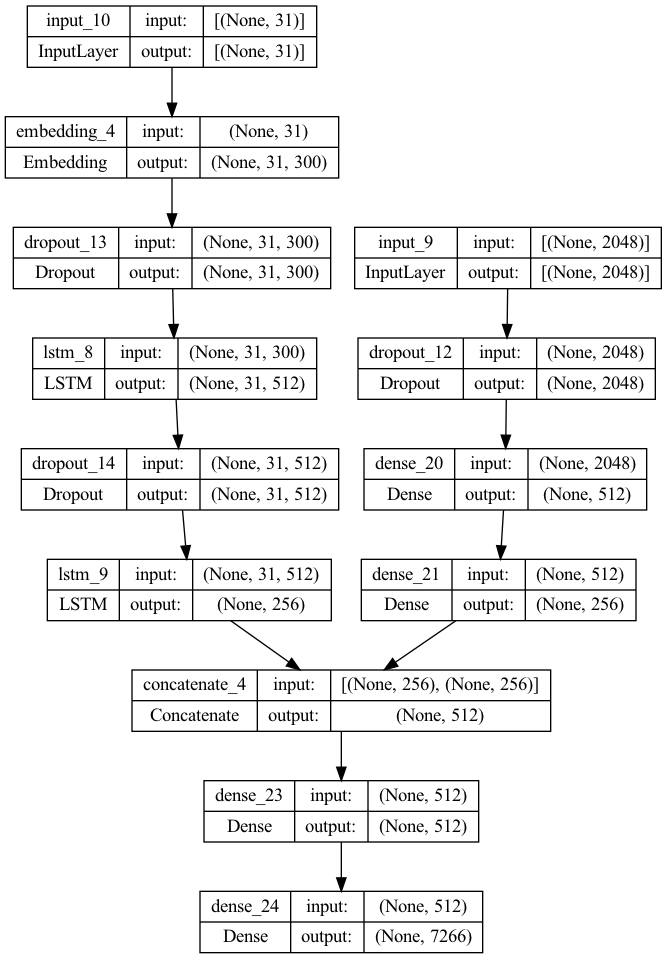 input_10 input: [(None, 31)]
InputLayer output: [(None, 31)]
embedding_4 input: (None, 31)
Embedding output: (None, 31, 300)
dropout_13 input: (None, 31, 300)
Dropout output: (None, 31, 300)
input_9 input: [(None, 2048)]
InputLayer output: [(None, 2048)]
lstm_8 input: (None, 31, 300)
LSTM output: (None, 31, 512)
dropout_12 input: (None, 2048)
Dropout output: (None, 2048)
dropout_14 input: (None, 31, 512)
Dropout output: (None, 31, 512)
dense_20 input: (None, 2048)
Dense output: (None, 512)
lstm_9 input: (None, 31, 512)
LSTM output: (None, 256)
dense_21 input: (None, 512)
Dense output: (None, 256)
concatenate_4 input: [(None, 256), (None, 256)]
Concatenate output: (None, 512)
dense_23 input: (None, 512)
Dense output: (None, 512)
dense_24 input: (None, 512)
Dense output: (None, 7266)